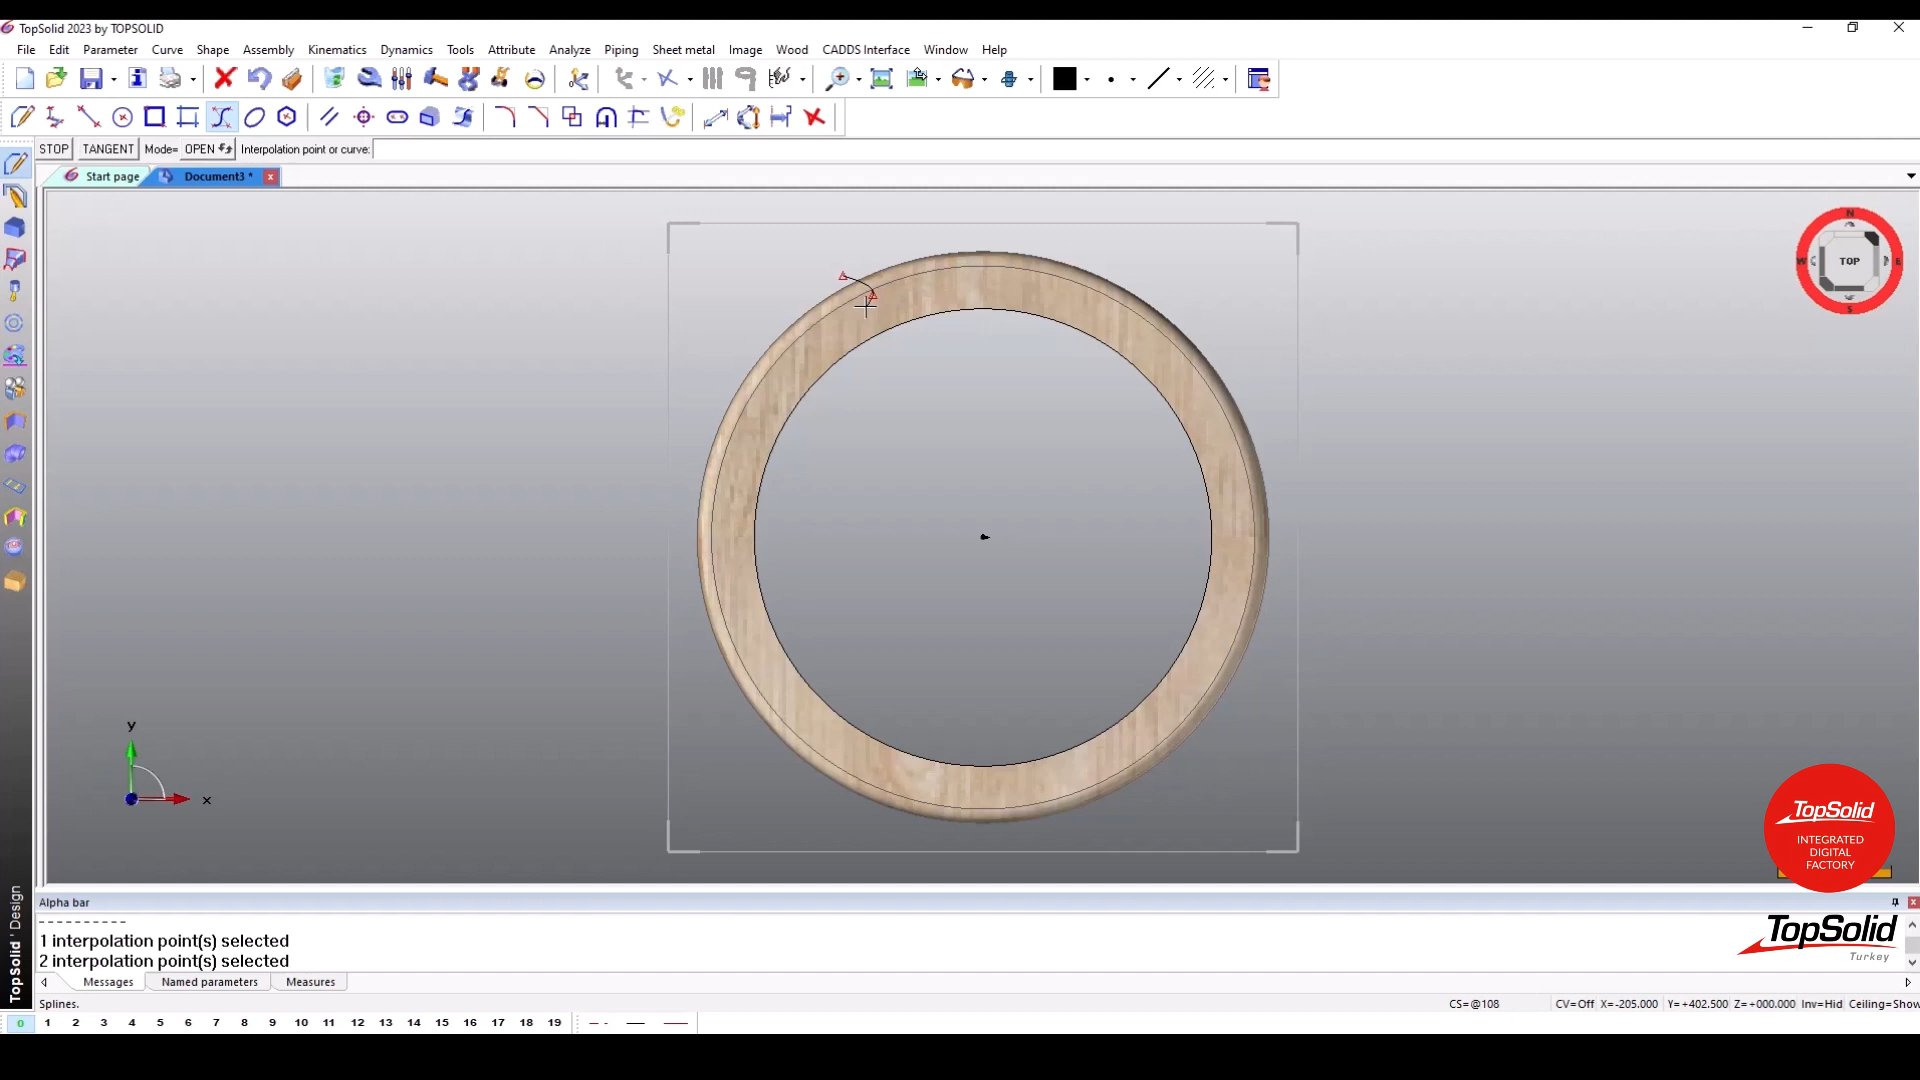 TopSolid 2023 by TOPSOLID
File Edit Parameter Curve Shape Assembly Kinematics Dynamics Tools Attribute Analyze Piping Sheet metal Image Wood CADDS Interface Window Help
STOP TANGENT Mode= OPEN Interpolation point or curve:
Start page Document3 *
N
W TOP E
S
y
x
TopSolid
INTEGRATED
DIGITAL
FACTORY
TopSolid ' Design
Alpha bar
----------
1 interpolation point(s) selected
2 interpolation point(s) selected
TopSolid
Turkey
Messages Named parameters Measures
Splines. CS=@108 CV=Off X=-205.000 Y=+402.500 Z=+000.000 Inv=Hid Ceiling=Show
0 1 2 3 4 5 6 7 8 9 10 11 12 13 14 15 16 17 18 19